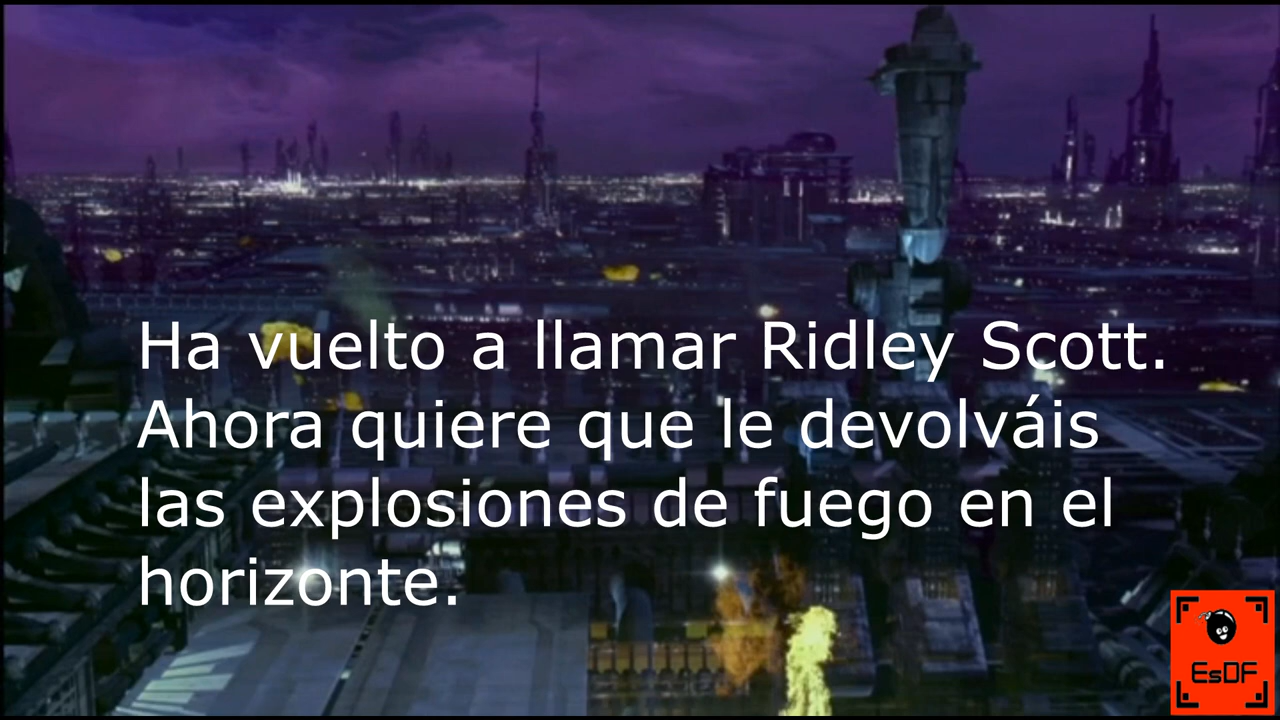 Ha vuelto a llamar Ridley Scott.
Ahora quiere que le devolváis
las explosiones de fuego en el
horizonte.
EsDF